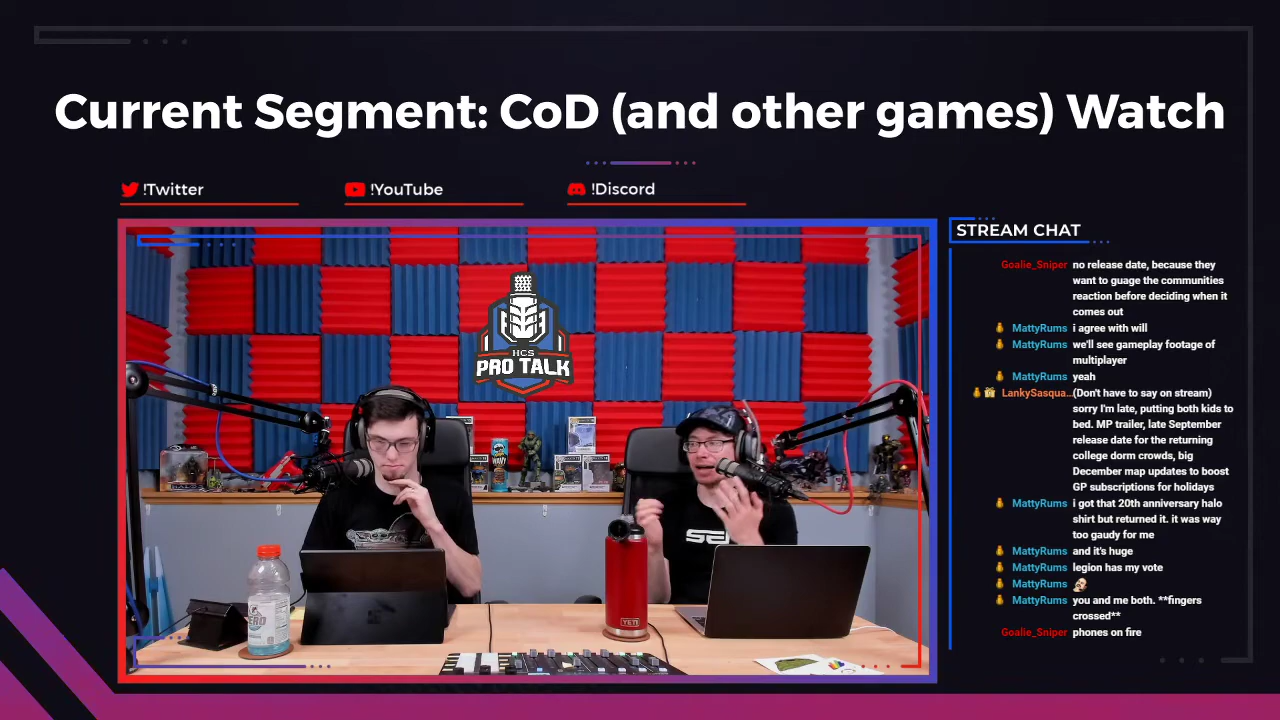 Current Segment: CoD (and other games) Watch
!Twitter
!YouTube
!Discord
STREAM CHAT
Goalie_Sniper no release date, because they
want to guage the communities
reaction before deciding when it
comes out
MattyRums i agree with will
MattyRums we'll see gameplay footage of
multiplayer
MattyRums yeah
LankySasqua... (Don't have to say on stream)
sorry I'm late, putting both kids to
bed. MP trailer, late September
release date for the returning
college dorm crowds, big
December map updates to boost
GP subscriptions for holidays
MattyRums i got that 20th anniversary halo
shirt but returned it. it was way
too gaudy for me
MattyRums and it's huge
MattyRums legion has my vote
MattyRums
MattyRums you and me both. **fingers
crossed**
Goalie_Sniper phones on fire
HCS
PRO TALK
WAVY
YETI